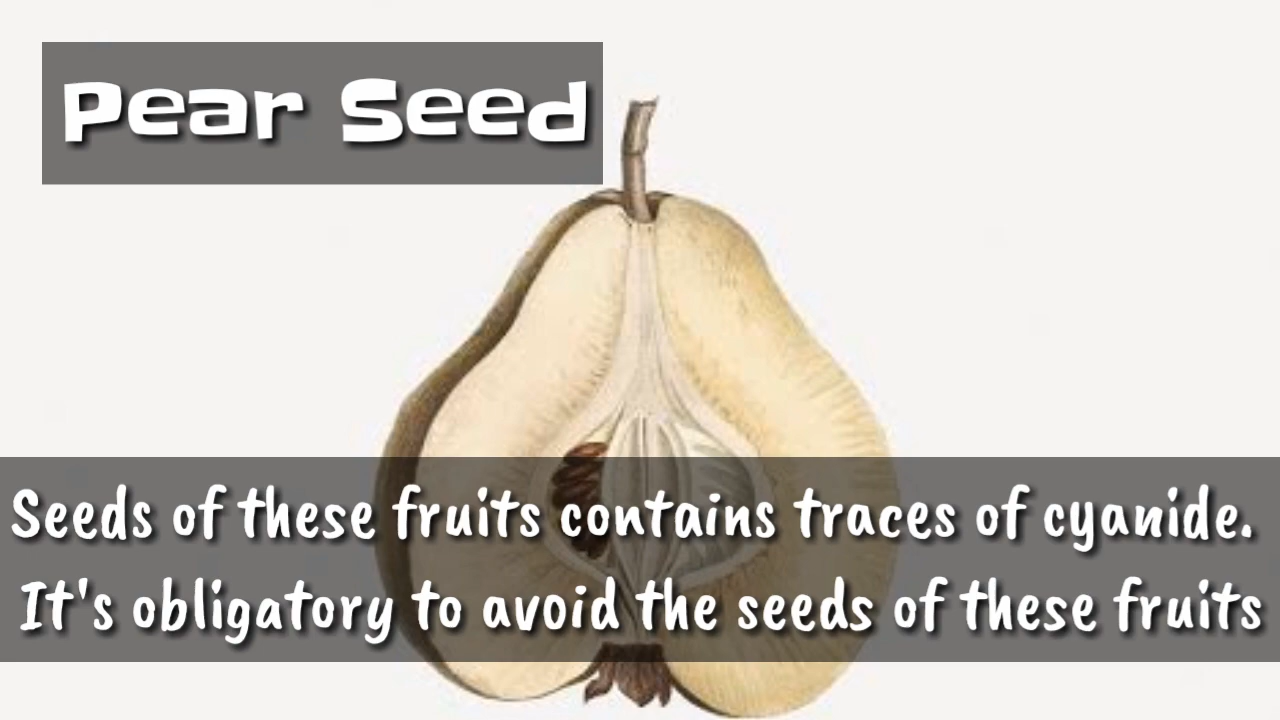 Pear Seed
Seeds of these fruits contains traces of cyanide.
It's obligatory to avoid the seeds of these fruits